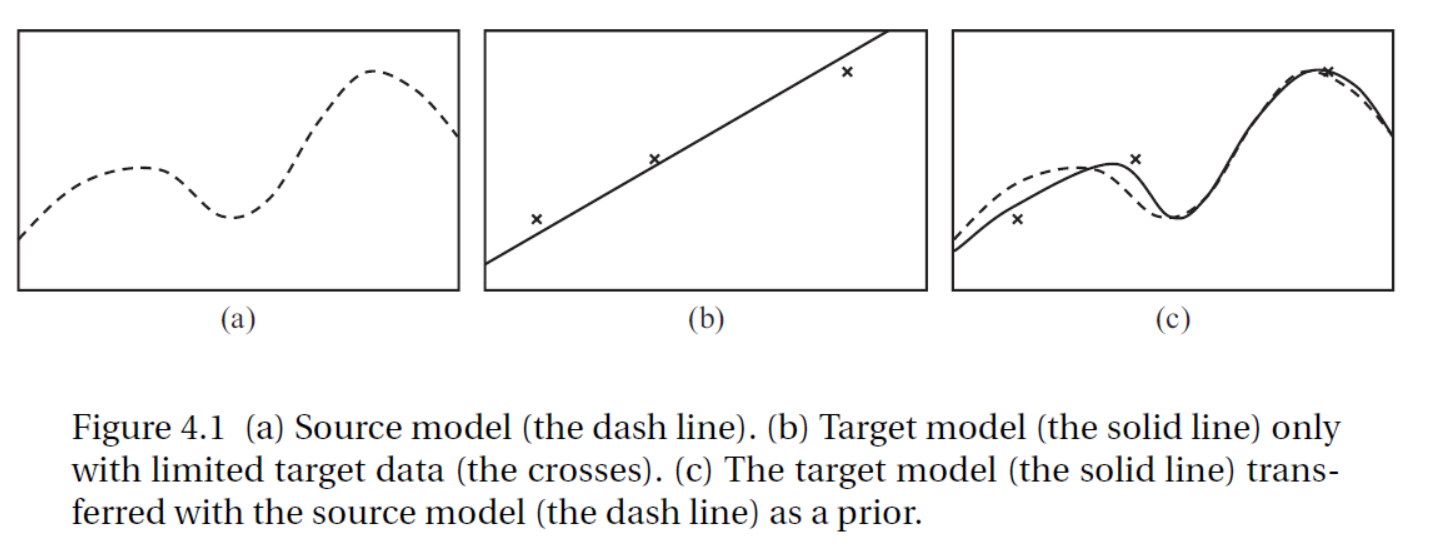 (a)
(b)
(c)
Figure 4.1 (a) Source model (the dash line). (b) Target model (the solid line) only
with limited target data (the crosses). (c) The target model (the solid line) trans-
ferred with the source model (the dash line) as a prior.